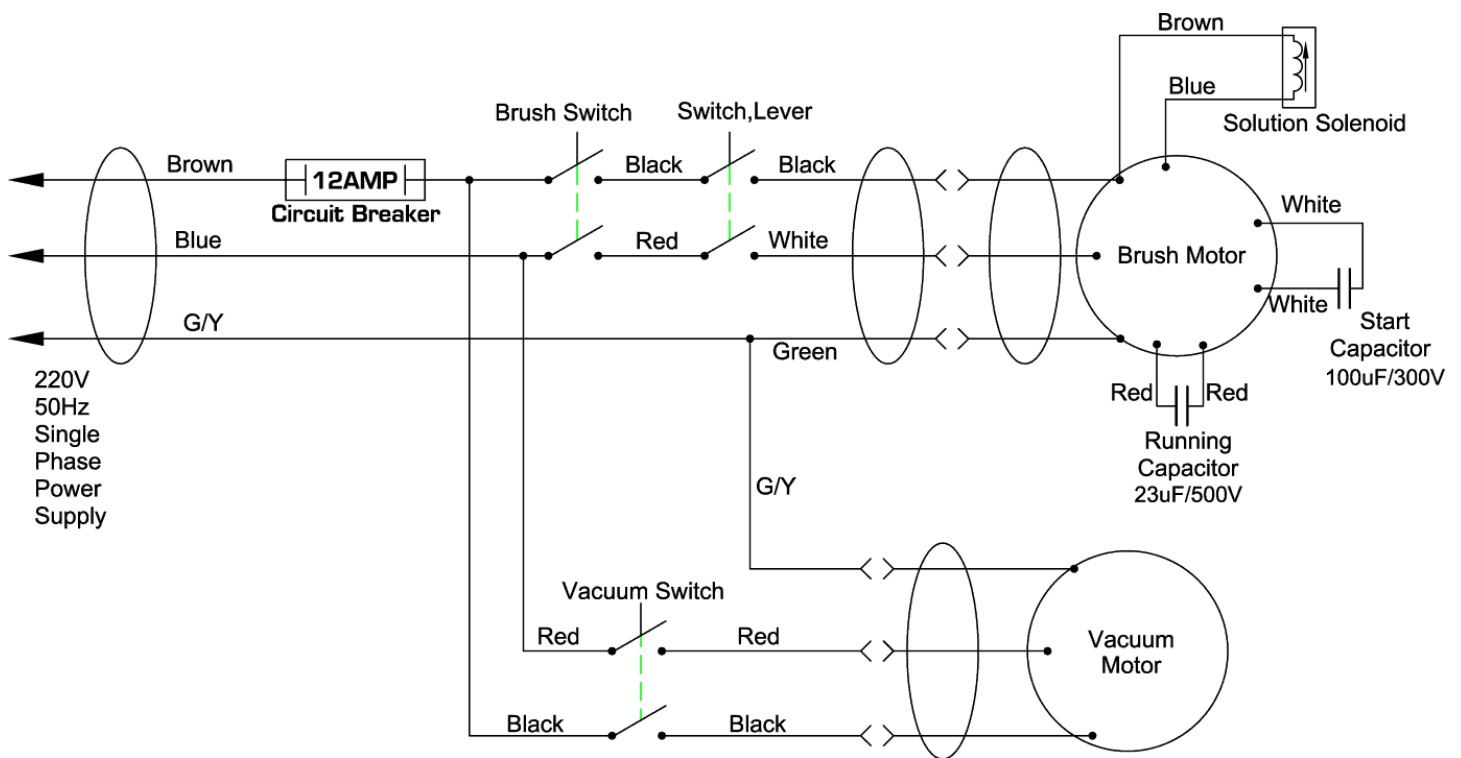 Brown
Blue
Solution Solenoid
Brush Switch
Switch,Lever
Brown
12AMP
Circuit Breaker
Black
Black
Blue
Red
White
Brush Motor
White
White
Start
Capacitor
100uF/300V
G/Y
Green
220V
50Hz
Single
Phase
Power
Supply
Red
Red
Running
Capacitor
23uF/500V
G/Y
Vacuum Switch
Red
Red
Vacuum
Motor
Black
Black